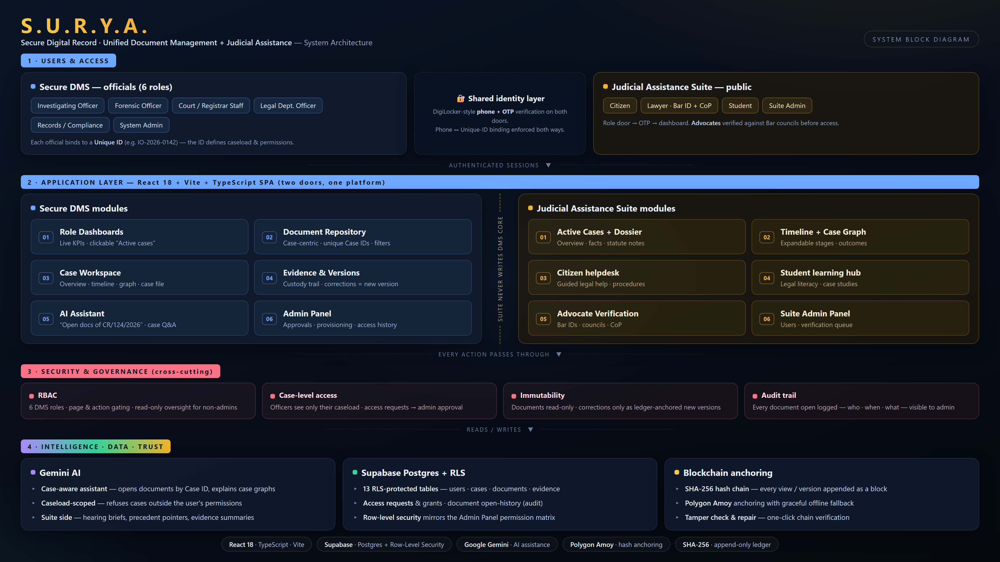 S.U.R.Y.A.
Secure Digital Record · Unified Document Management + Judicial Assistance — System Architecture
SYSTEM BLOCK DIAGRAM
1 · USERS & ACCESS
Secure DMS — officials (6 roles)
Investigating Officer
Forensic Officer
Court / Registrar Staff
Legal Dept. Officer
Records / Compliance
System Admin
Each official binds to a Unique ID (e.g. IO-2026-0142) — the ID defines caseload & permissions.
🔐 Shared identity layer
DigiLocker-style phone + OTP verification on both
doors.
Phone ↔ Unique-ID binding enforced both ways.
Judicial Assistance Suite — public
Citizen
Lawyer · Bar ID + CoP
Student
Suite Admin
Role door → OTP → dashboard. Advocates verified against Bar councils before access.
AUTHENTICATED SESSIONS ▼
2 · APPLICATION LAYER — React 18 + Vite + TypeScript SPA (two doors, one platform)
Secure DMS modules
01
Role Dashboards
Live KPIs · clickable “Active cases”
02
Document Repository
Case-centric · unique Case IDs · filters
03
Case Workspace
Overview · timeline · graph · case file
04
Evidence & Versions
Custody trail · corrections = new version
05
AI Assistant
“Open docs of CR/124/2026” · case Q&A
06
Admin Panel
Approvals · provisioning · access history
SUITE NEVER WRITES DMS CORE
Judicial Assistance Suite modules
01
Active Cases + Dossier
Overview · facts · statute notes
02
Timeline + Case Graph
Expandable stages · outcomes
03
Citizen helpdesk
Guided legal help · procedures
04
Student learning hub
Legal literacy · case studies
05
Advocate Verification
Bar IDs · councils · CoP
06
Suite Admin Panel
Users · verification queue
EVERY ACTION PASSES THROUGH ▼
3 · SECURITY & GOVERNANCE (cross-cutting)
RBAC
6 DMS roles · page & action gating · read-only oversight for non-admins
Case-level access
Officers see only their caseload · access requests → admin approval
Immutability
Documents read-only · corrections only as ledger-anchored new versions
Audit trail
Every document open logged — who · when · what — visible to admin
READS / WRITES ▼
4 · INTELLIGENCE · DATA · TRUST
Gemini AI
▸ Case-aware assistant — opens documents by Case ID, explains case graphs
▸ Caseload-scoped — refuses cases outside the user's permissions
▸ Suite side — hearing briefs, precedent pointers, evidence summaries
Supabase Postgres + RLS
▸ 13 RLS-protected tables — users · cases · documents · evidence
▸ Access requests & grants · document open-history (audit)
▸ Row-level security mirrors the Admin Panel permission matrix
Blockchain anchoring
▸ SHA-256 hash chain — every view / version appended as a block
▸ Polygon Amoy anchoring with graceful offline fallback
▸ Tamper check & repair — one-click chain verification
React 18 · TypeScript · Vite
Supabase · Postgres + Row-Level Security
Google Gemini · AI assistance
Polygon Amoy · hash anchoring
SHA-256 · append-only ledger